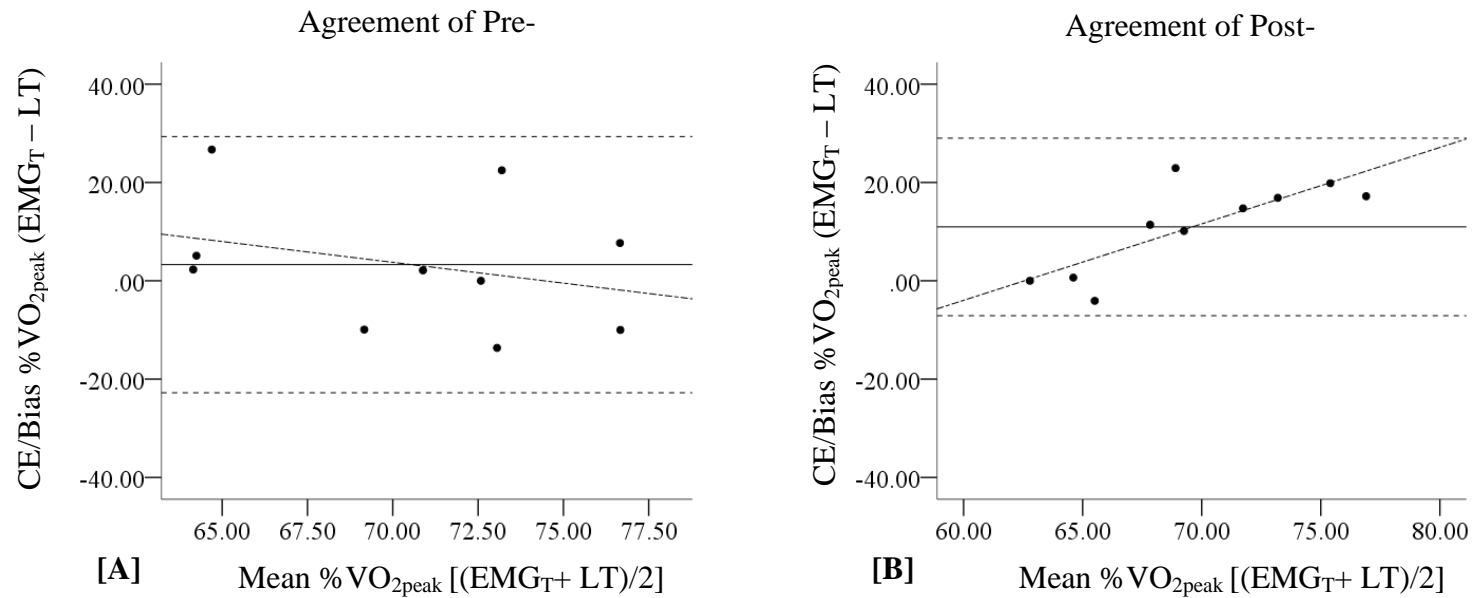 Agreement of Pre-
CE/Bias %VO2peak (EMGT – LT)
40.00
20.00
.00
-20.00
-40.00
65.00 67.50 70.00 72.50 75.00 77.50
[A] Mean %VO2peak [(EMGT+ LT)/2]
Agreement of Post-
CE/Bias %VO2peak (EMGT – LT)
40.00
20.00
.00
-20.00
-40.00
60.00 65.00 70.00 75.00 80.00
[B] Mean %VO2peak [(EMGT+ LT)/2]